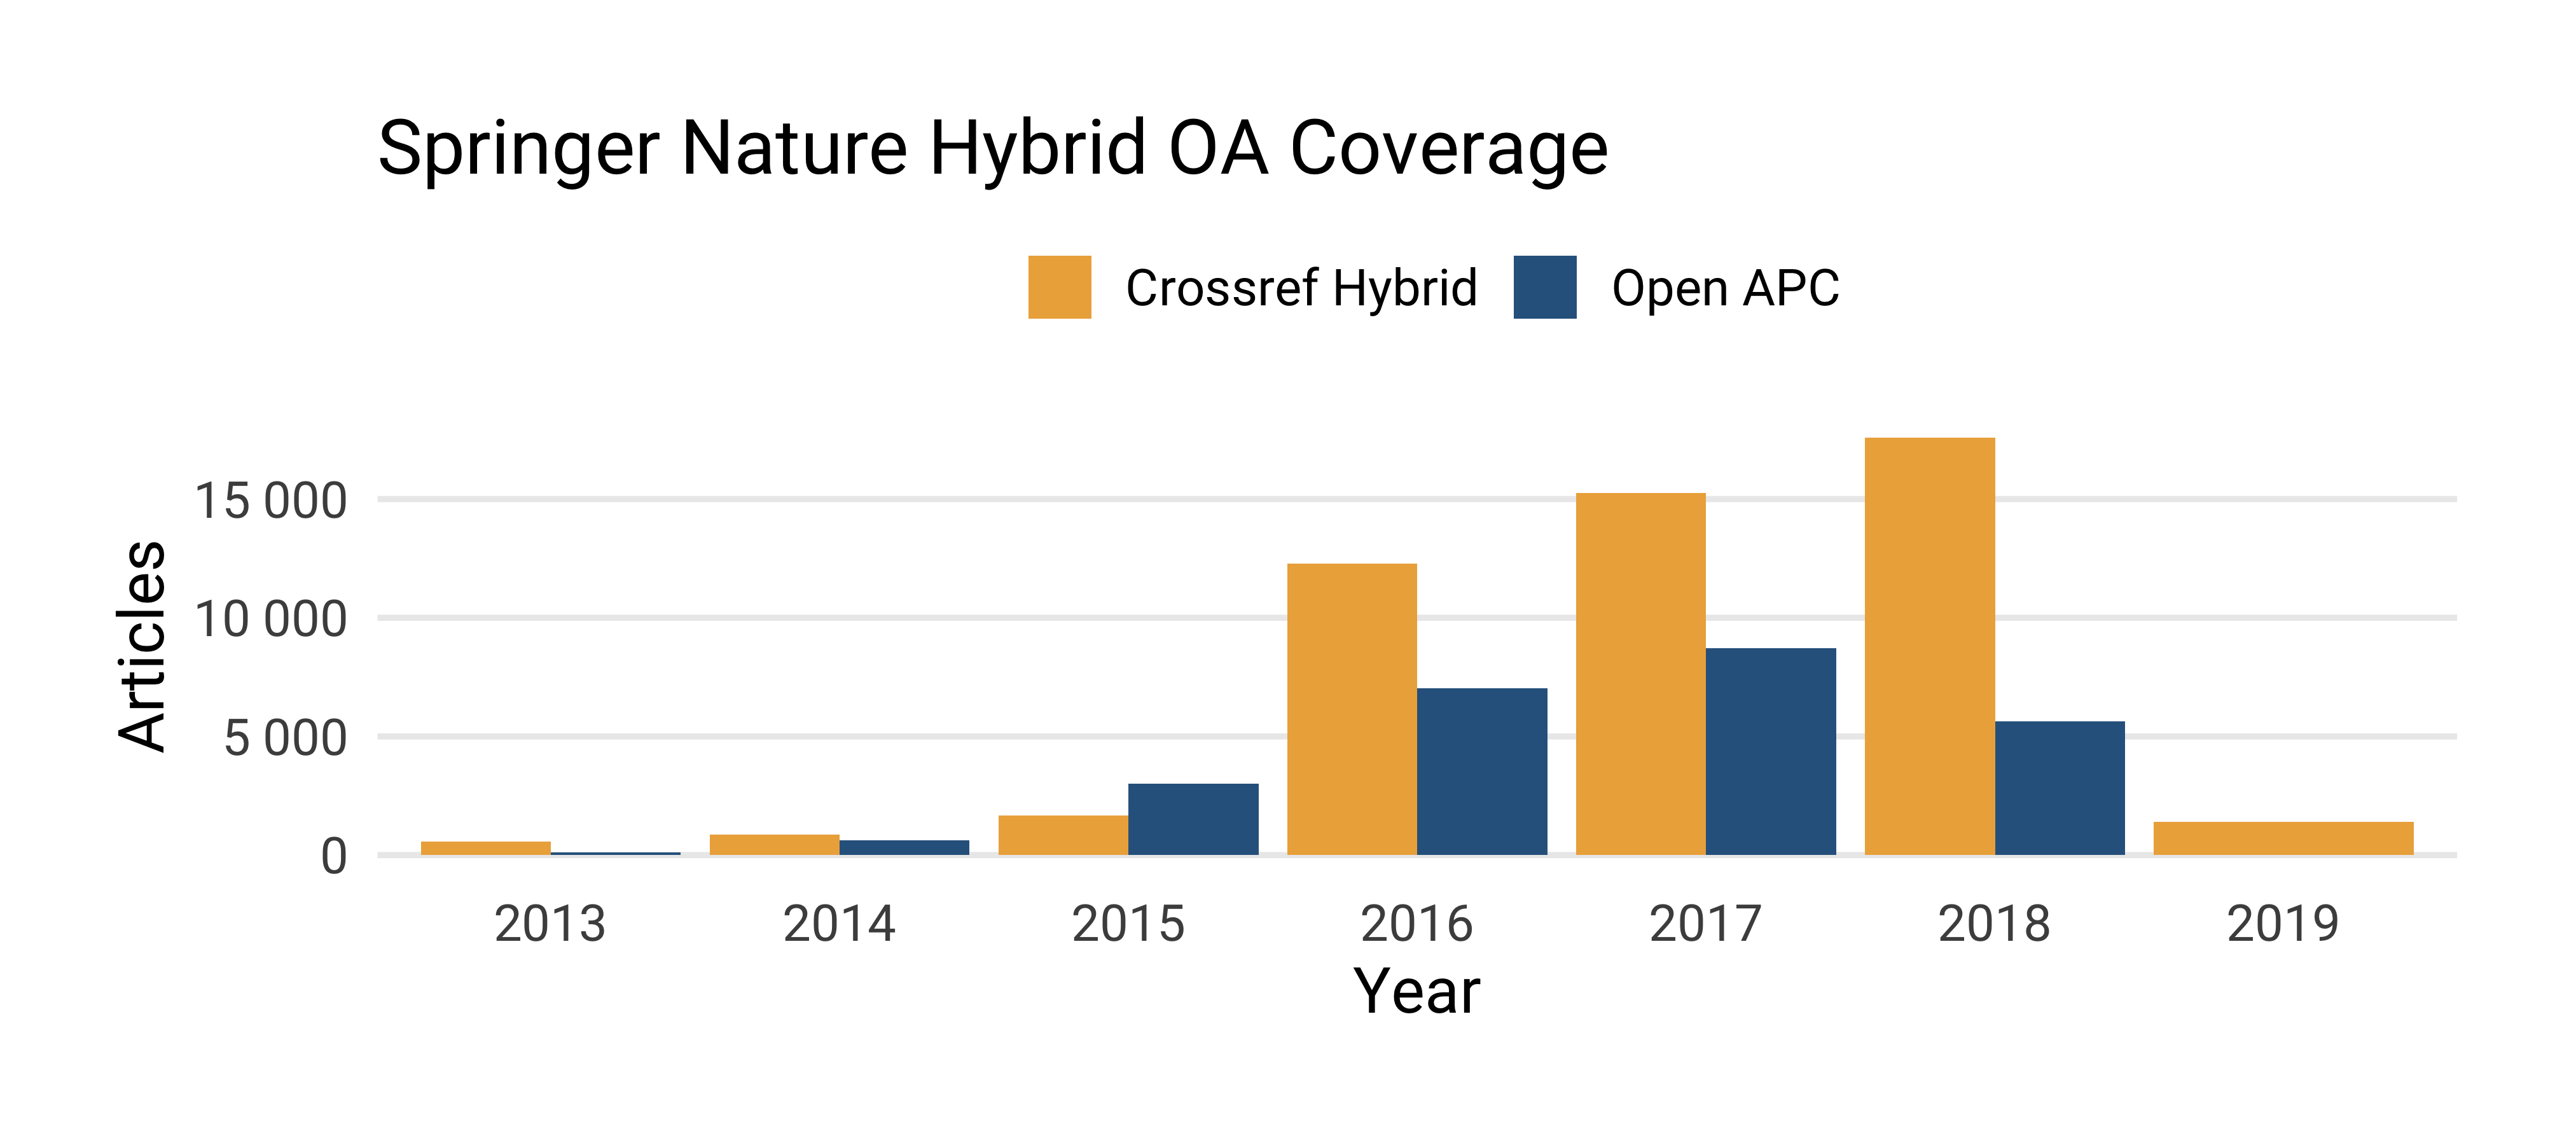 Springer Nature Hybrid OA Coverage
Crossref Hybrid Open APC
15 000
10 000
5 000
0
Articles
2013 2014 2015 2016 2017 2018 2019
Year